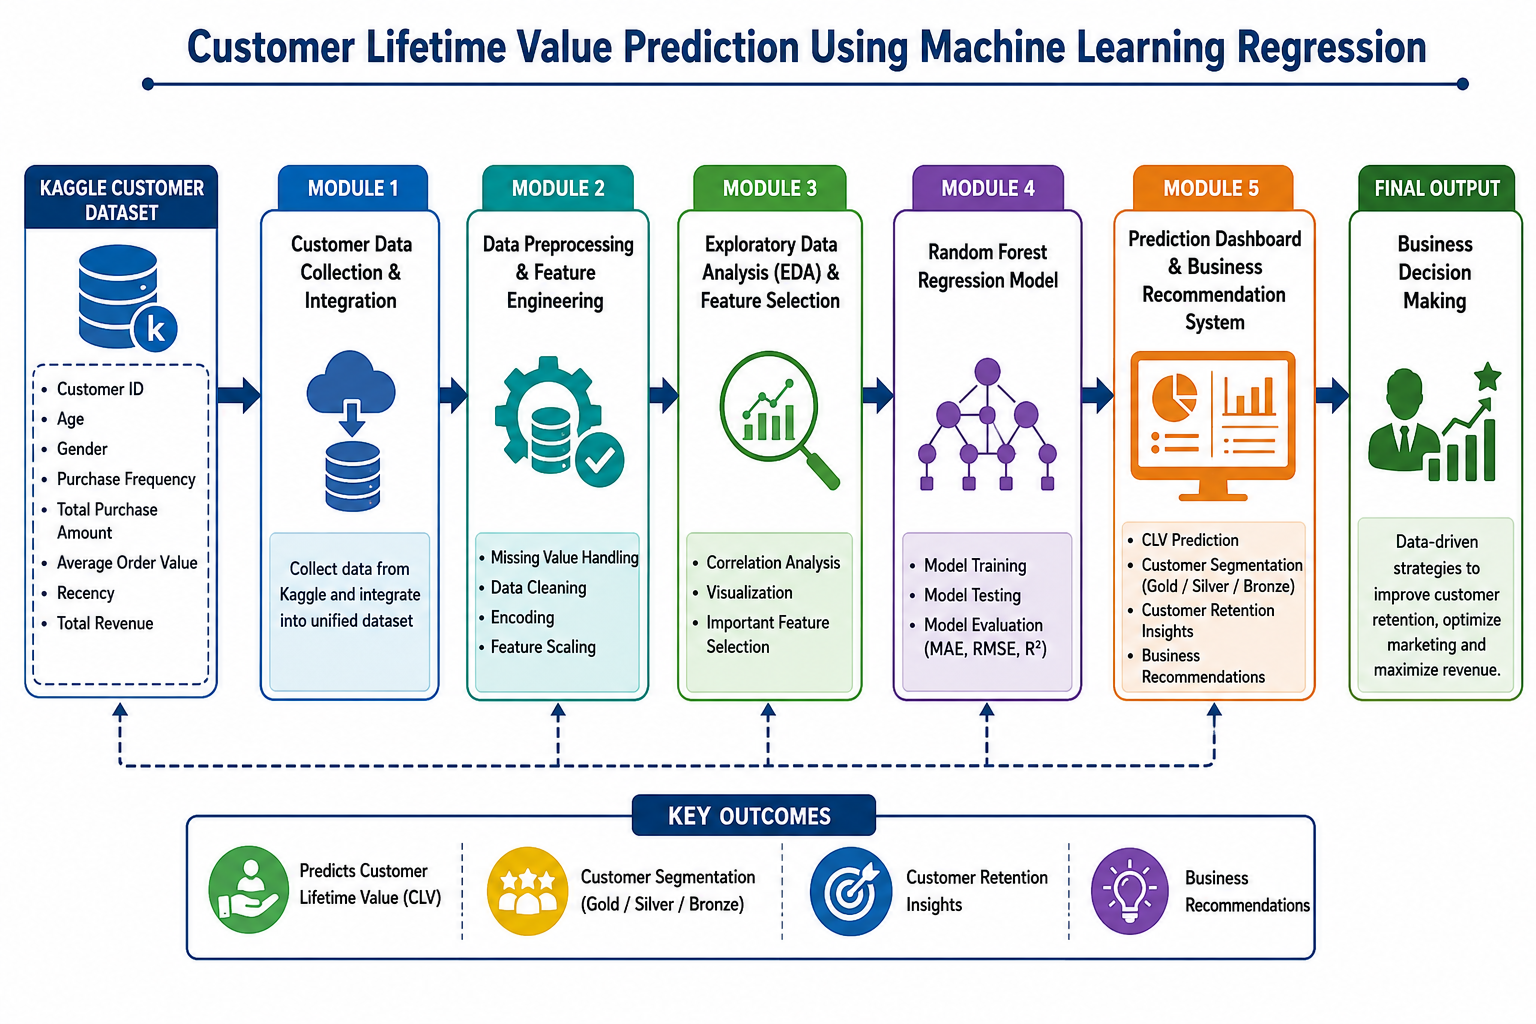 Customer Lifetime Value Prediction Using Machine Learning Regression
KAGGLE CUSTOMER
DATASET
k
• Customer ID
• Age
• Gender
• Purchase Frequency
• Total Purchase
Amount
• Average Order Value
• Recency
• Total Revenue
MODULE 1
Customer Data
Collection &
Integration
Collect data from
Kaggle and integrate
into unified dataset
MODULE 2
Data Preprocessing
& Feature
Engineering
• Missing Value Handling
• Data Cleaning
• Encoding
• Feature Scaling
MODULE 3
Exploratory Data
Analysis (EDA) &
Feature Selection
• Correlation Analysis
• Visualization
• Important Feature
Selection
MODULE 4
Random Forest
Regression Model
• Model Training
• Model Testing
• Model Evaluation
(MAE, RMSE, R²)
MODULE 5
Prediction Dashboard
& Business
Recommendation
System
• CLV Prediction
• Customer Segmentation
(Gold / Silver / Bronze)
• Customer Retention
Insights
• Business
Recommendations
FINAL OUTPUT
Business
Decision
Making
Data-driven
strategies to
improve customer
retention, optimize
marketing and
maximize revenue.
KEY OUTCOMES
Predicts Customer
Lifetime Value (CLV)
Customer Segmentation
(Gold / Silver / Bronze)
Customer Retention
Insights
Business
Recommendations